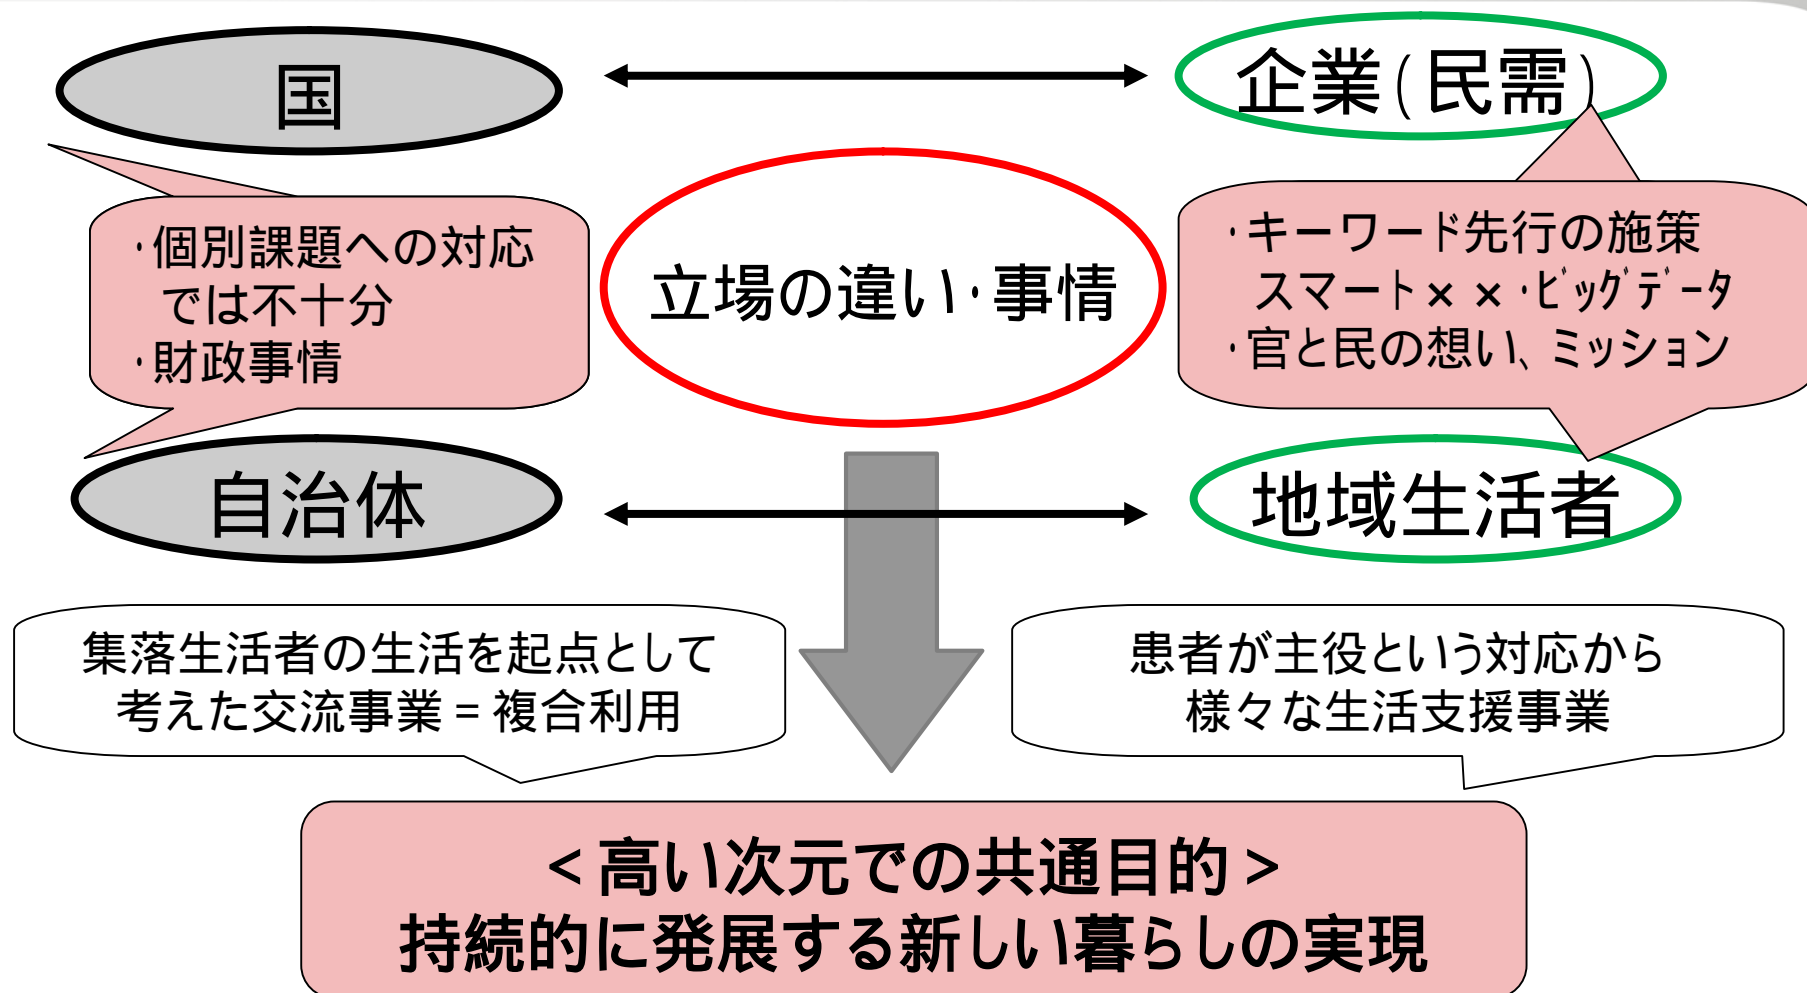 国
企業(民需)
・個別課題への対応
では不十分
・財政事情
立場の違い・事情
・キーワード先行の施策
スマート××・ﾋﾞｯｸﾞﾃﾞｰﾀ
・官と民の想い、ミッション
自治体
地域生活者
集落生活者の生活を起点として
考えた交流事業=複合利用
患者が主役という対応から
様々な生活支援事業
<高い次元での共通目的>
持続的に発展する新しい暮らしの実現